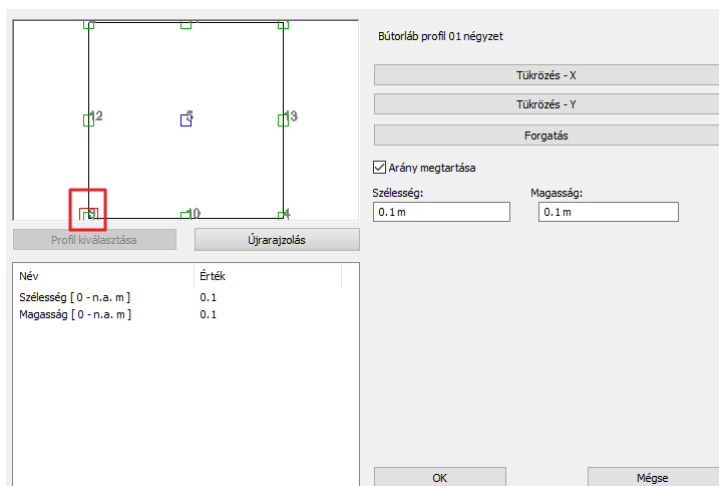 Bútorláb profil 01 négyzet
Tükrözés - X
Tükrözés - Y
Forgatás
Arány megtartása
Szélesség:
Magasság:
0.1 m
0.1 m
12
5
13
1
10
4
Profil kiválasztása
Újrarajzolás
Név
Érték
Szélesség [ 0 - n.a. m ]
0.1
Magasság [ 0 - n.a. m ]
0.1
OK
Mégse